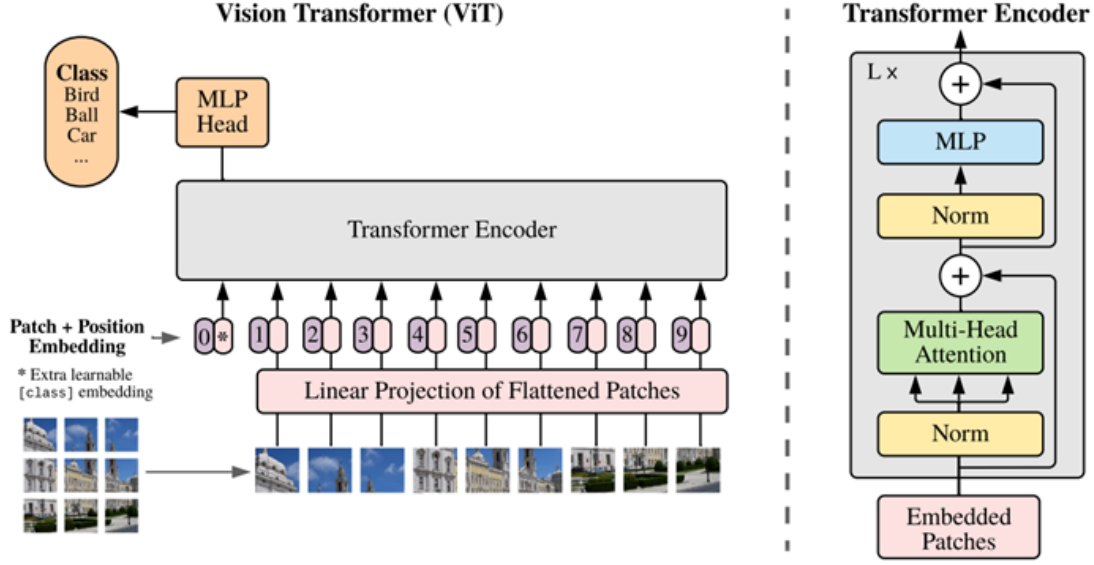 Vision Transformer (ViT)
Class
Bird
Ball
Car
...
MLP
Head
Transformer Encoder
Patch + Position
Embedding
0 * 1 2 3 4 5 6 7 8 9
* Extra learnable
[class] embedding
Linear Projection of Flattened Patches
Transformer Encoder
L x
+
MLP
Norm
+
Multi-Head
Attention
Norm
Embedded
Patches